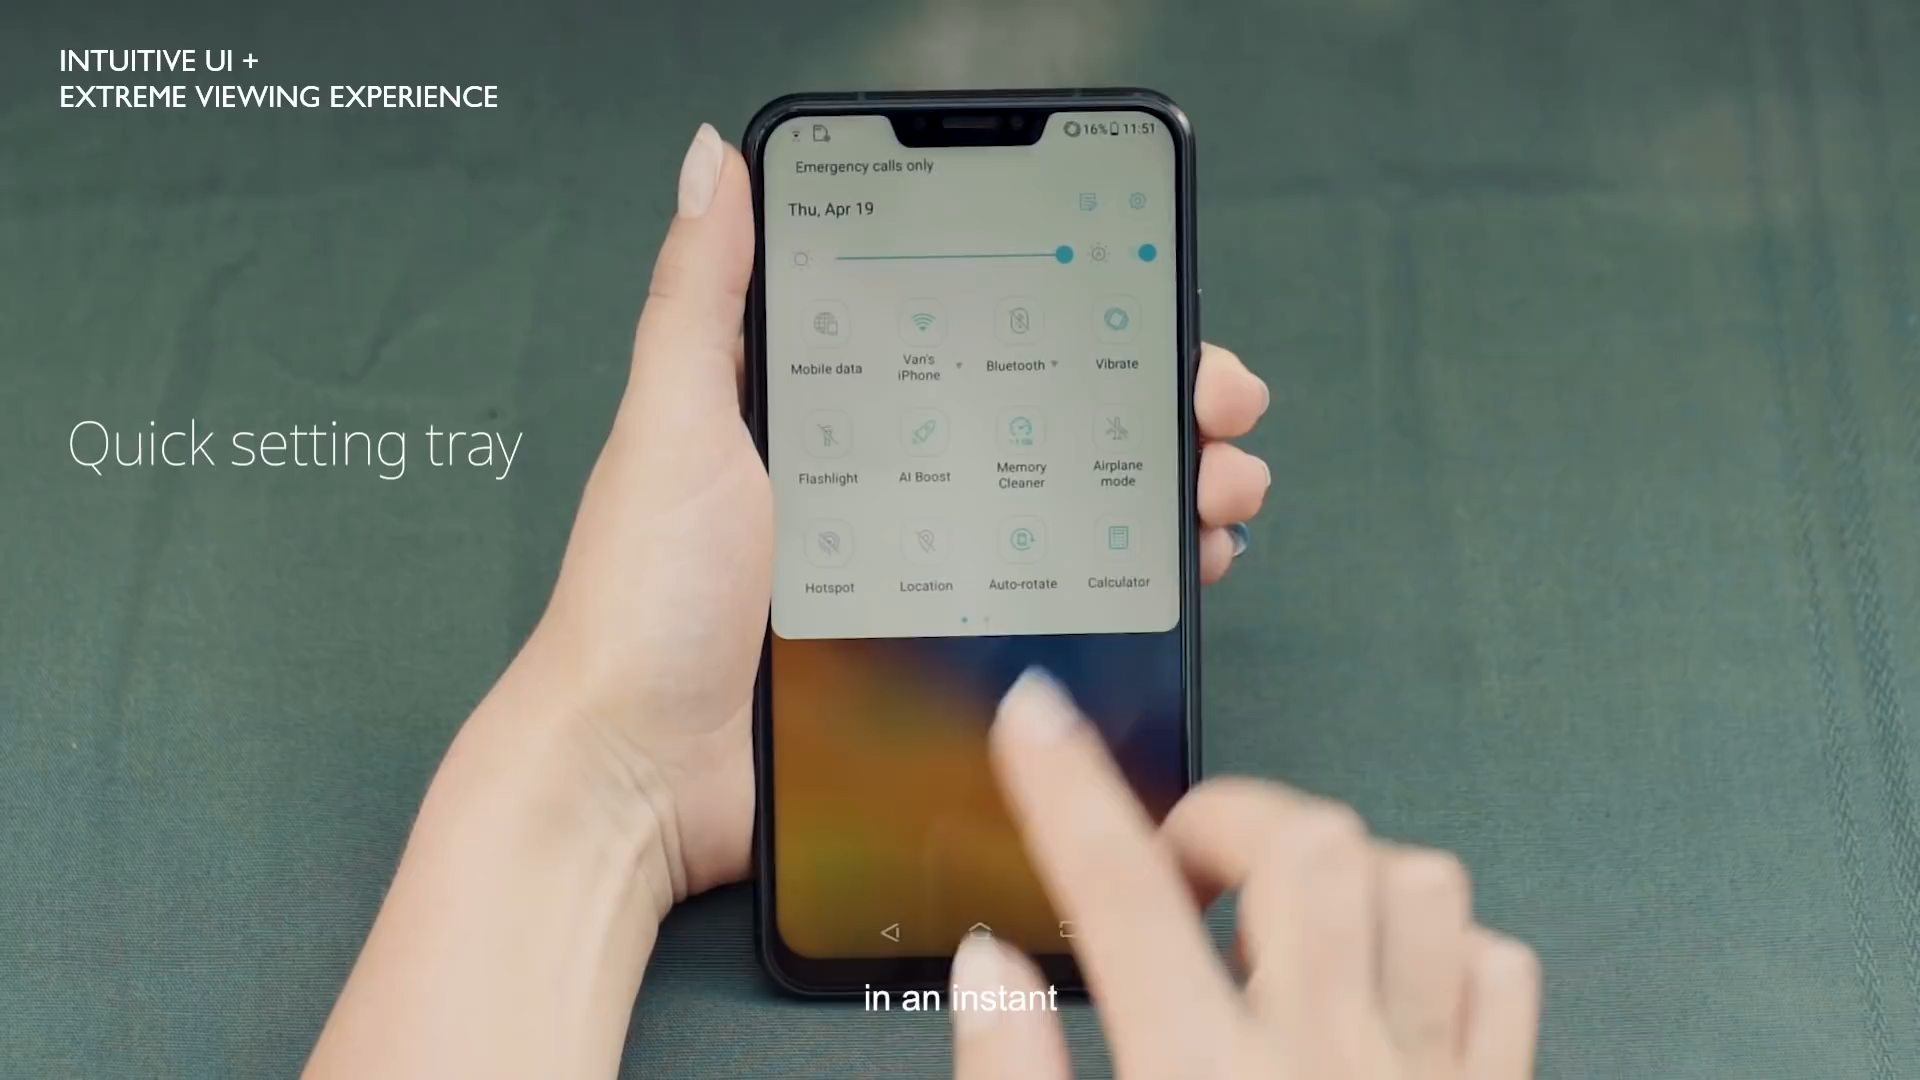 INTUITIVE UI +
EXTREME VIEWING EXPERIENCE
16% 11:51
Emergency calls only
Thu, Apr 19
Mobile data
Van's
iPhone
Bluetooth
Vibrate
Quick setting tray
Flashlight
AI Boost
Memory
Cleaner
Airplane
mode
Hotspot
Location
Auto-rotate
Calculator
in an instant